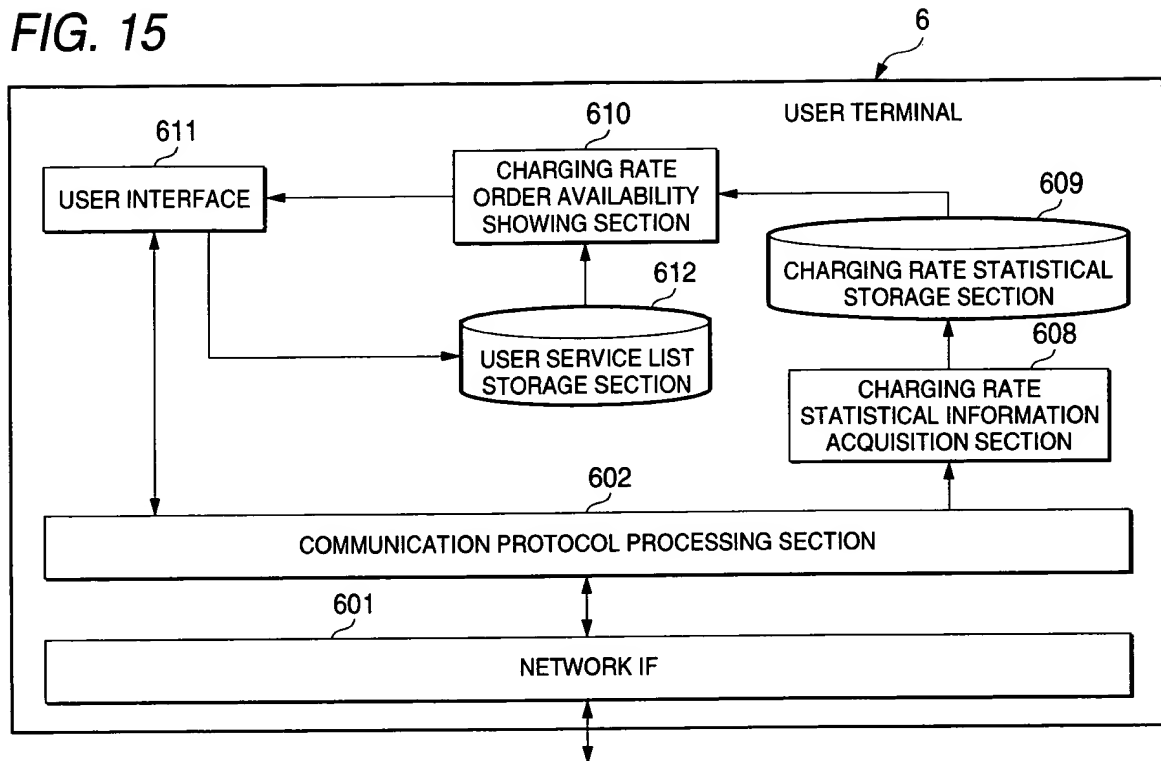 FIG. 15
6
USER TERMINAL
611
USER INTERFACE
610
CHARGING RATE
ORDER AVAILABILITY
SHOWING SECTION
609
CHARGING RATE STATISTICAL
STORAGE SECTION
612
USER SERVICE LIST
STORAGE SECTION
608
CHARGING RATE
STATISTICAL INFORMATION
ACQUISITION SECTION
602
COMMUNICATION PROTOCOL PROCESSING SECTION
601
NETWORK IF